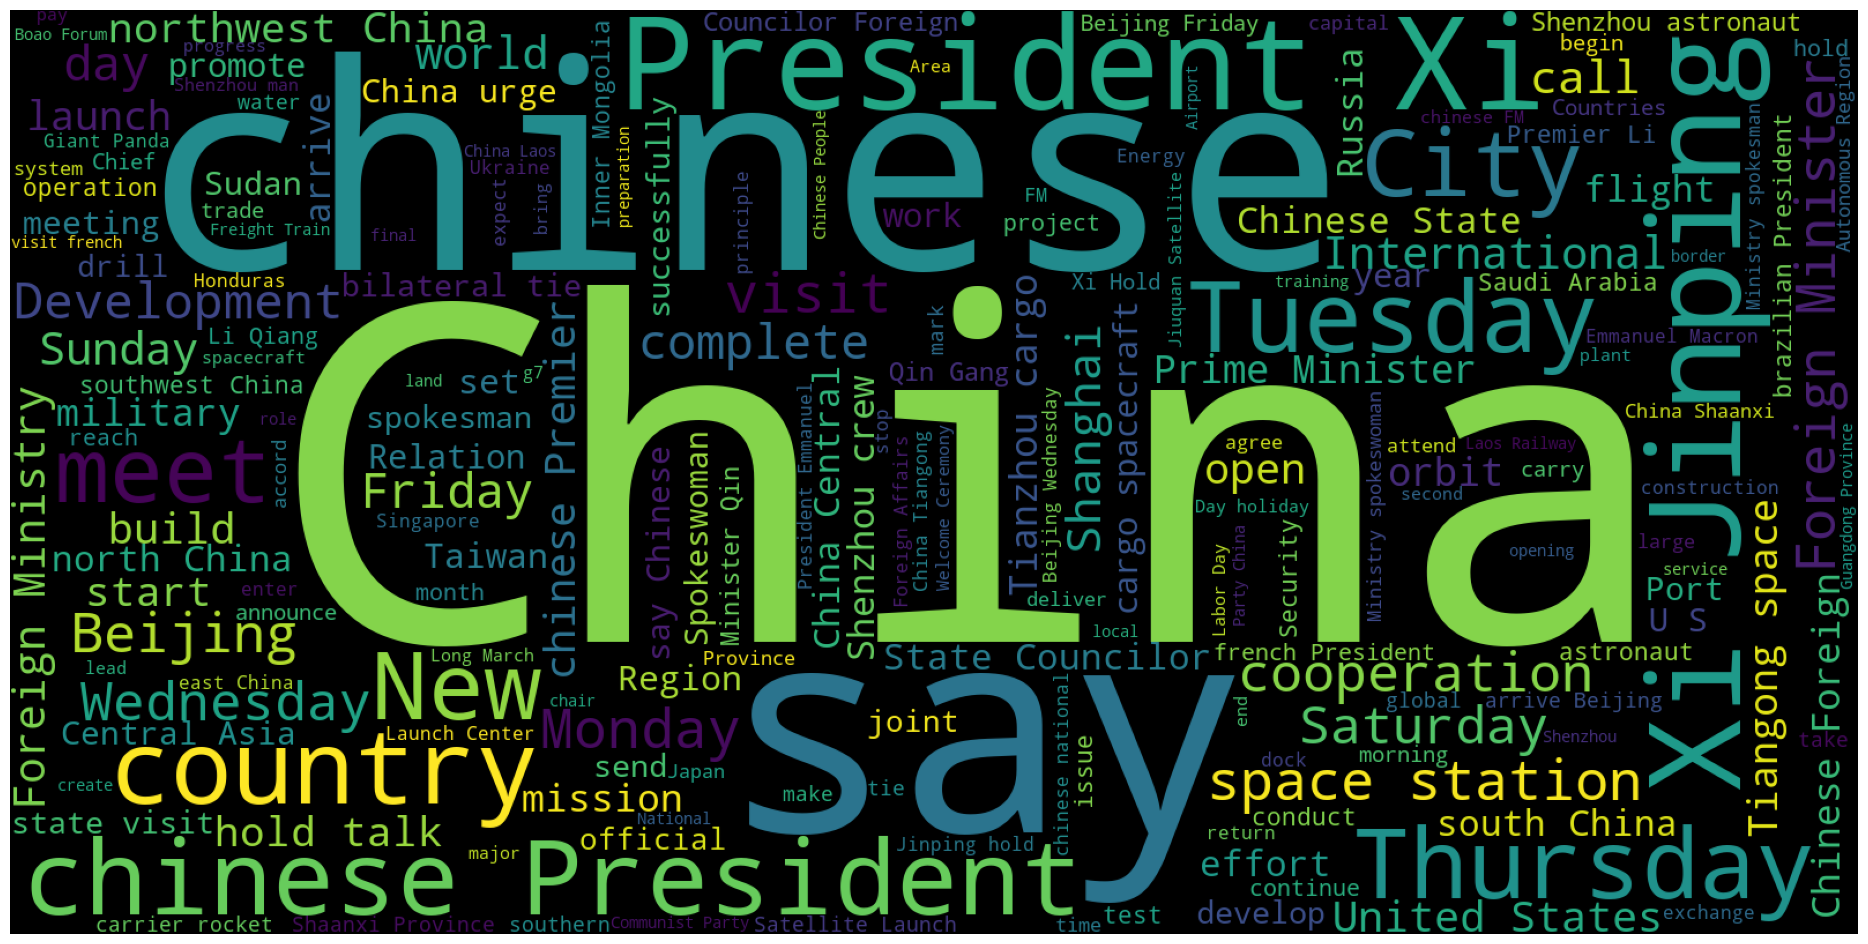 pay
Boao Forum
northwest China
progress
day
promote
Shenzhou man
launch
water
Giant Panda
Chief
system
operation
meeting
visit french
drill
Honduras
Development
bilateral tie
Sunday
Li Qiang
spacecraft
southwest China
military
reach
role
accord
meet
build
north China
start
announce
enter
Beijing
lead
east China
Wednesday
Central Asia
create
country
state visit
hold talk
chinese President
carrier rocket
Shaanxi Province
southern
Communist Party
Satellite Launch
Foreign Ministry
world
China urge
arrive
Sudan
trade
Freight Train
final
chinese
China Laos
Ukraine
expect
bring
Inner Mongolia
preparation
successfully
Councilor Foreign
President Xi
Beijing Friday
Area
Airport
capital
Shenzhou astronaut
begin
hold
call
Countries
chinese FM
Premier Li
Russia
City
Energy
FM
project
work
principle
Chinese People
Chinese State
flight
International
border
training
year
Saudi Arabia
Xi Hold
Jiuquan Satellite
Tuesday
Emmanuel Macron
plant
Prime Minister
visit
complete
mark
Qin Gang
Tianzhou cargo
Shanghai
cargo spacecraft
set
g7
land
spokesman
Relation
Friday
Singapore
Taiwan
month
chinese Premier
say Chinese
Spokeswoman
Minister Qin
President Emmanuel
China Central
Shenzhou crew
stop
Foreign Affairs
China Tiangong
Welcome Ceremony
Beijing Wednesday
China
deliver
local
agree
open
Day holiday
Labor Day
Party China
Security
Ministry spokeswoman
attend
Laos Railway
orbit
carry
second
opening
China Shaanxi
construction
large
service
Port
U S
astronaut
Xi Jinping
Ministry spokesman
brazilian President
Foreign Minister
Autonomous Region
Guangdong Province
Chinese Foreign
Tiangong space
take
Long March
New
Launch Center
Province
Region
chair
Monday
send
Japan
mission
National
official
make
tie
joint
say
State Councilor
chinese national
issue
Jinping hold
time
test
french President
cooperation
end
global
arrive Beijing
Saturday
Shenzhou
morning
dock
space station
conduct
south China
return
major
effort
continue
Thursday
develop
United States
exchange